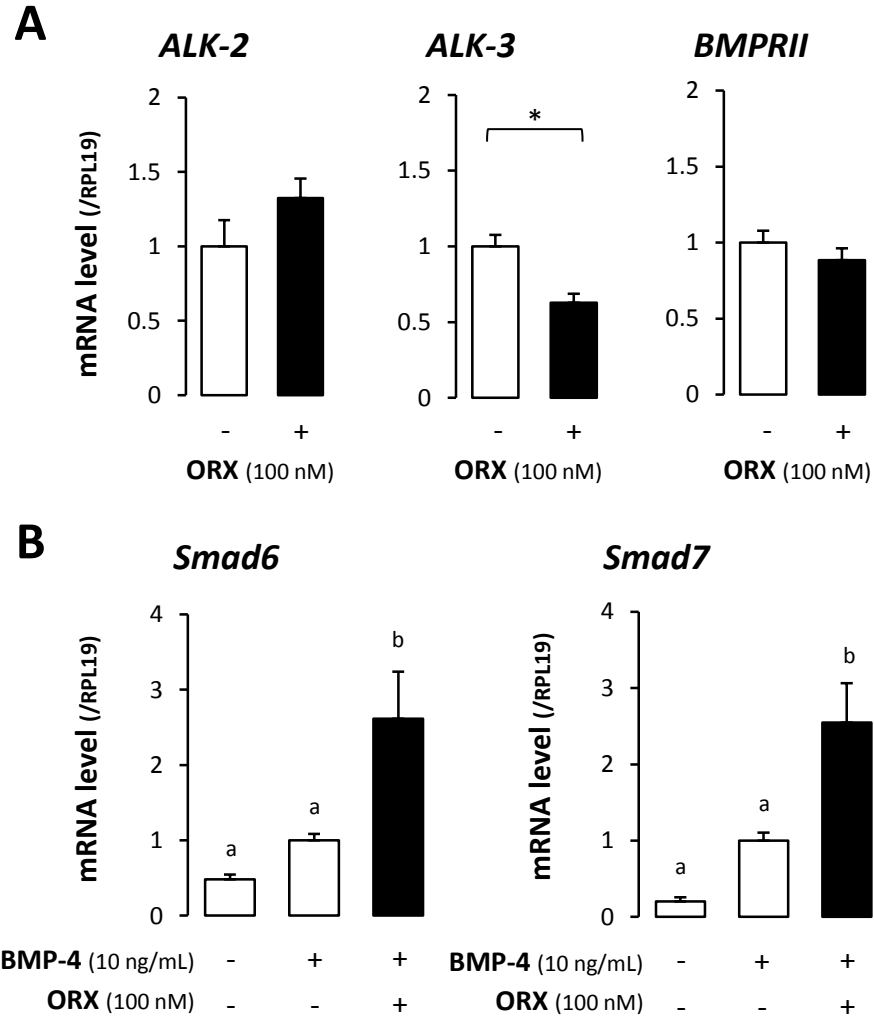 A
ALK-2 ALK-3 BMPRII
mRNA level (/RPL19)
2
1.5
1
0.5
0
- +
ORX (100 nM)
2
1.5
1
0.5
0
*
- +
ORX (100 nM)
2
1.5
1
0.5
0
- +
ORX (100 nM)
B
Smad6 Smad7
mRNA level (/RPL19)
4
3
2
1
0
a a b
BMP-4 (10 ng/mL) - + +
ORX (100 nM) - - +
mRNA level (/RPL19)
4
3
2
1
0
a a b
BMP-4 (10 ng/mL) - + +
ORX (100 nM) - - +